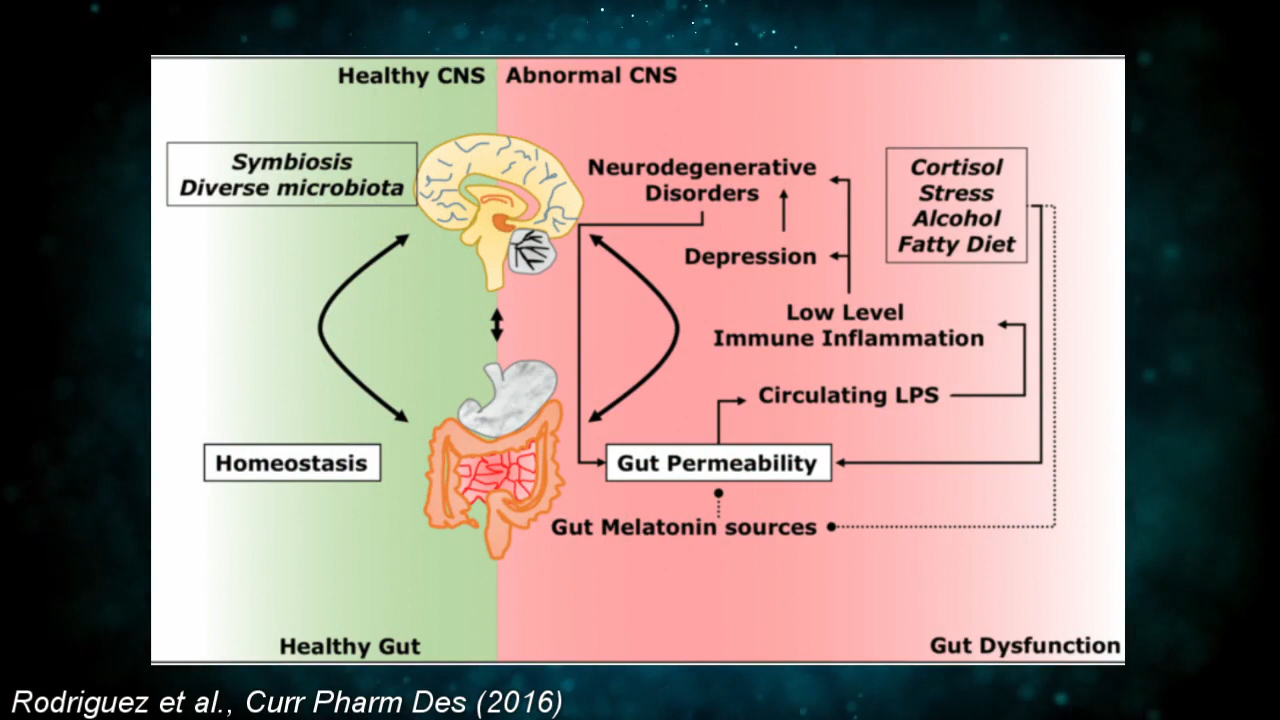 Healthy CNS
Abnormal CNS
Symbiosis
Diverse microbiota
Neurodegenerative
Disorders
Cortisol
Stress
Alcohol
Fatty Diet
Depression
Low Level
Immune Inflammation
Circulating LPS
Homeostasis
Gut Permeability
Gut Melatonin sources
Healthy Gut
Gut Dysfunction
Rodriguez et al., Curr Pharm Des (2016)